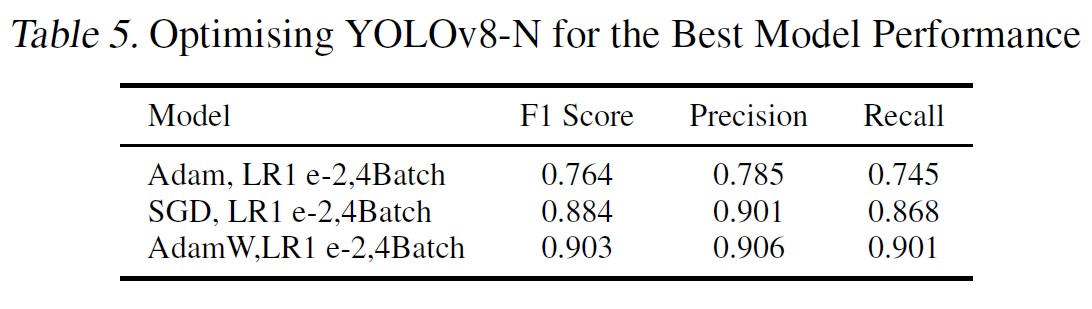 Table 5. Optimising YOLOv8-N for the Best Model Performance
Model F1 Score Precision Recall
Adam, LR1 e-2,4Batch 0.764 0.785 0.745
SGD, LR1 e-2,4Batch 0.884 0.901 0.868
AdamW,LR1 e-2,4Batch 0.903 0.906 0.901